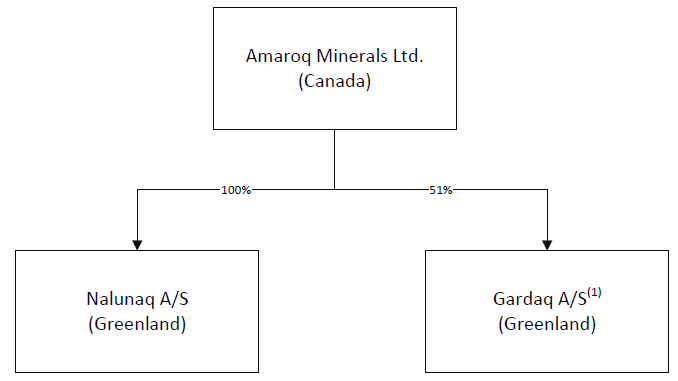 Amaroq Minerals Ltd.
(Canada)
100%
51%
Nalunaq A/S
(Greenland)
Gardaq A/S(1)
(Greenland)